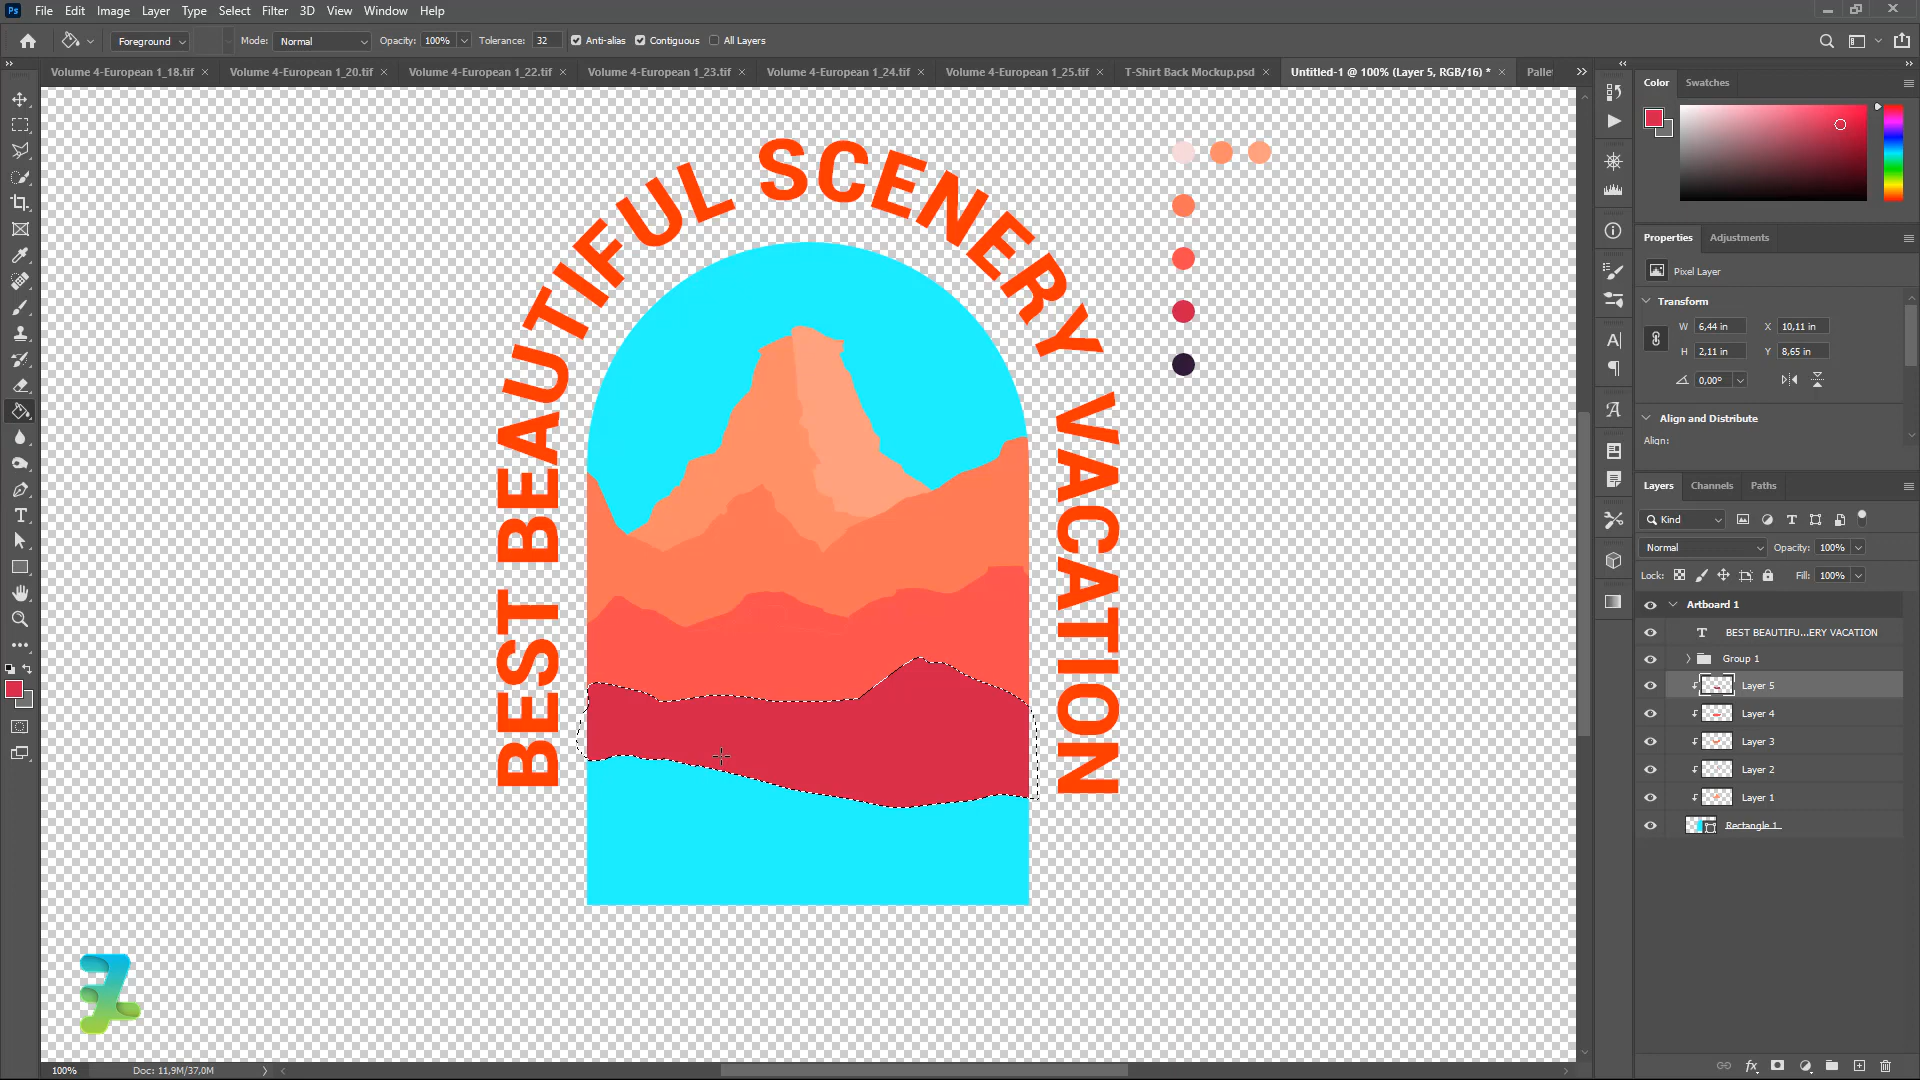 Ps File Edit Image Layer Type Select Filter 3D View Window Help
Foreground Mode: Normal Opacity: 100% Tolerance: 32 Anti-alias Contiguous All Layers
Volume 4-European 1_18.tif × Volume 4-European 1_20.tif × Volume 4-European 1_22.tif × Volume 4-European 1_23.tif × Volume 4-European 1_24.tif × Volume 4-European 1_25.tif × T-Shirt Back Mockup.psd × Untitled-1 @ 100% (Layer 5, RGB/16) * × Pallet
BEST BEAUTIFUL SCENERY VACATION
Color Swatches
Properties Adjustments
Pixel Layer
Transform
W 6,44 in X 10,11 in
H 2,11 in Y 8,65 in
0,00°
Align and Distribute
Align:
Layers Channels Paths
Kind
Normal Opacity: 100%
Lock: Fill: 100%
Artboard 1
T BEST BEAUTIFU...ERY VACATION
Group 1
Layer 5
Layer 4
Layer 3
Layer 2
Layer 1
Rectangle 1
100% Doc: 11,9M/37,0M
fx